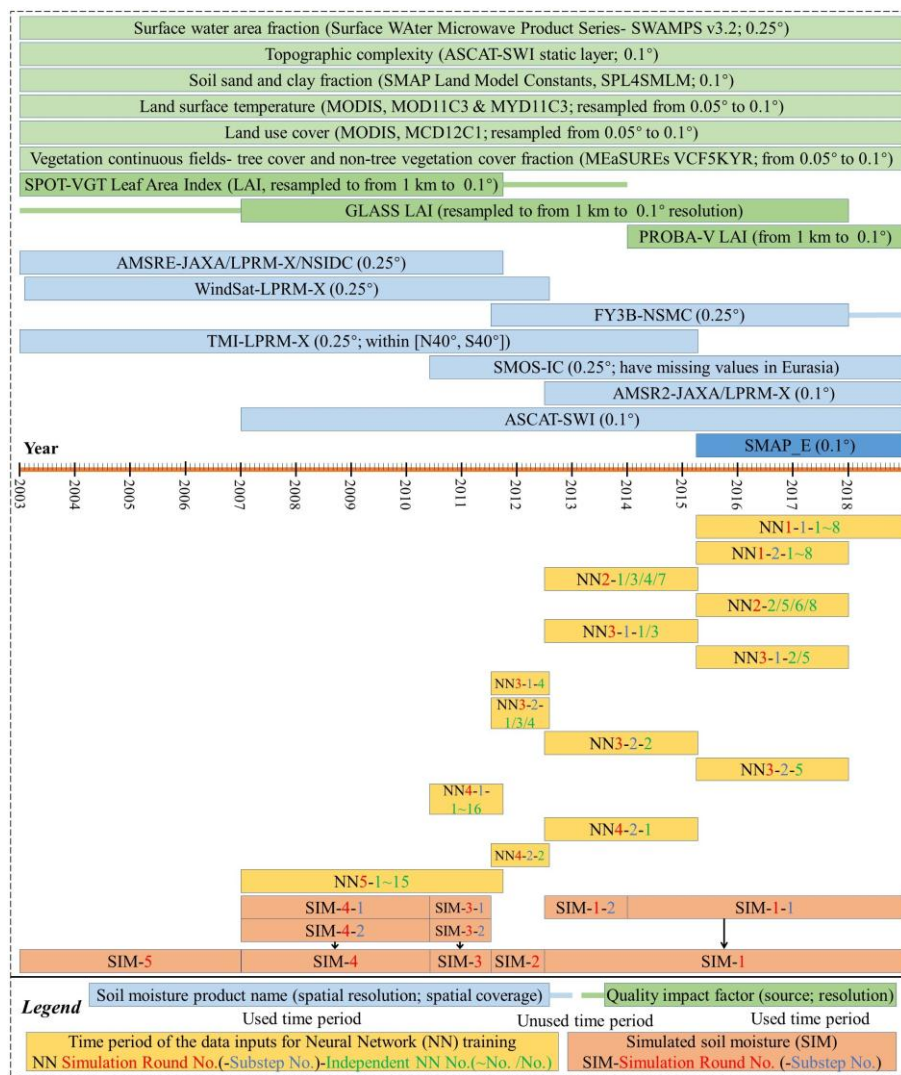 Surface water area fraction (Surface WAter Microwave Product Series- SWAMPS v3.2; 0.25°)
Topographic complexity (ASCAT-SWI static layer; 0.1°)
Soil sand and clay fraction (SMAP Land Model Constants, SPL4SMLM; 0.1°)
Land surface temperature (MODIS, MOD11C3 & MYD11C3; resampled from 0.05° to 0.1°)
Land use cover (MODIS, MCD12C1; resampled from 0.05° to 0.1°)
Vegetation continuous fields- tree cover and non-tree vegetation cover fraction (MEaSUREs VCF5KYR; from 0.05° to 0.1°)
SPOT-VGT Leaf Area Index (LAI, resampled to from 1 km to 0.1°)
GLASS LAI (resampled to from 1 km to 0.1° resolution)
PROBA-V LAI (from 1 km to 0.1°)
AMSRE-JAXA/LPRM-X/NSIDC (0.25°)
WindSat-LPRM-X (0.25°)
FY3B-NSMC (0.25°)
TMI-LPRM-X (0.25°; within [N40°, S40°])
SMOS-IC (0.25°; have missing values in Eurasia)
AMSR2-JAXA/LPRM-X (0.1°)
ASCAT-SWI (0.1°)
Year
SMAP_E (0.1°)
2003 2004 2005 2006 2007 2008 2009 2010 2011 2012 2013 2014 2015 2016 2017 2018
NN1-1-1~8
NN1-2-1~8
NN2-1/3/4/7
NN2-2/5/6/8
NN3-1-1/3
NN3-1-2/5
NN3-1-4
NN3-2-
1/3/4
NN3-2-2
NN3-2-5
NN4-1-
1~16
NN4-2-1
NN4-2-2
NN5-1~15
SIM-4-1 SIM-3-1 SIM-1-2 SIM-1-1
SIM-4-2 SIM-3-2
SIM-5 SIM-4 SIM-3 SIM-2 SIM-1
Legend
Soil moisture product name (spatial resolution; spatial coverage)
Quality impact factor (source; resolution)
Used time period Unused time period Used time period
Time period of the data inputs for Neural Network (NN) training
NN Simulation Round No.(-Substep No.)-Independent NN No.(~No. /No.)
Simulated soil moisture (SIM)
SIM-Simulation Round No. (-Substep No.)